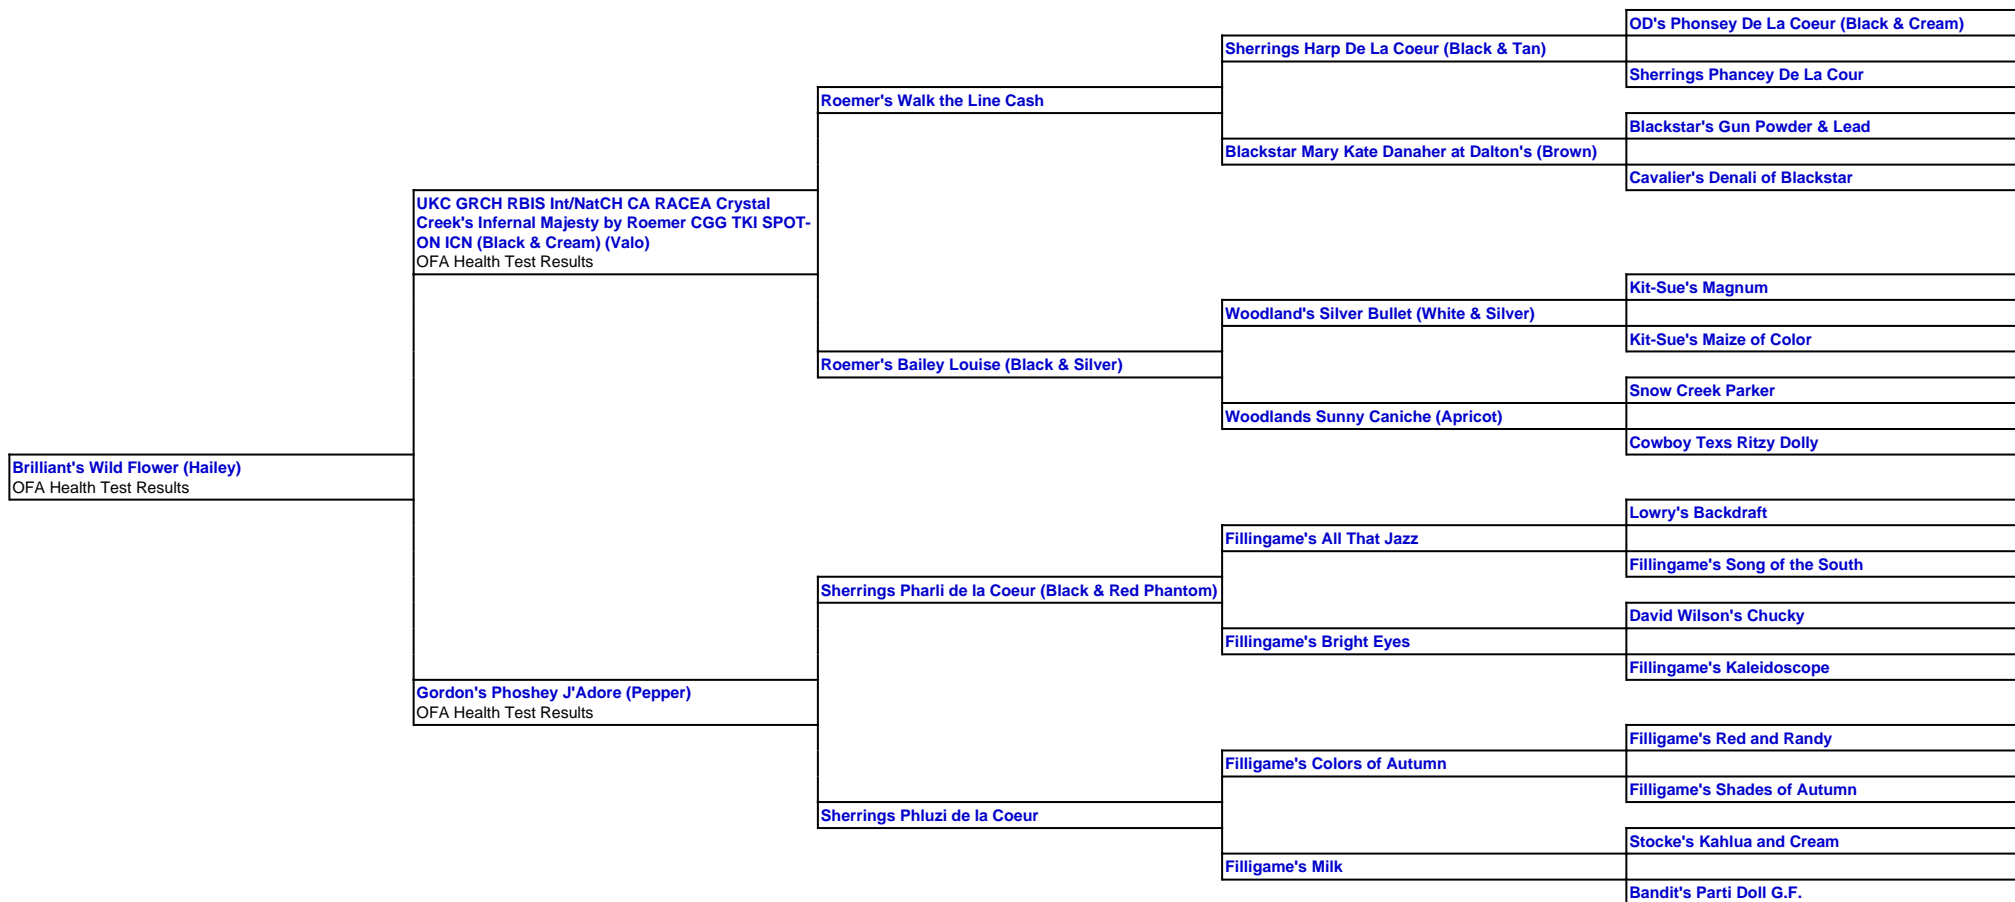 OD's Phonsey De La Coeur (Black & Cream)
Sherrings Harp De La Coeur (Black & Tan)
Sherrings Phancey De La Cour
Roemer's Walk the Line Cash
Blackstar's Gun Powder & Lead
Blackstar Mary Kate Danaher at Dalton's (Brown)
Cavalier's Denali of Blackstar
UKC GRCH RBIS Int/NatCH CA RACEA Crystal
Creek's Infernal Majesty by Roemer CGG TKI SPOT-
ON ICN (Black & Cream) (Valo)
OFA Health Test Results
Kit-Sue's Magnum
Woodland's Silver Bullet (White & Silver)
Kit-Sue's Maize of Color
Roemer's Bailey Louise (Black & Silver)
Snow Creek Parker
Woodlands Sunny Caniche (Apricot)
Cowboy Texs Ritzy Dolly
Brilliant's Wild Flower (Hailey)
OFA Health Test Results
Lowry's Backdraft
Fillingame's All That Jazz
Fillingame's Song of the South
Sherrings Pharli de la Coeur (Black & Red Phantom)
David Wilson's Chucky
Fillingame's Bright Eyes
Fillingame's Kaleidoscope
Gordon's Phoshey J'Adore (Pepper)
OFA Health Test Results
Filligame's Red and Randy
Filligame's Colors of Autumn
Filligame's Shades of Autumn
Sherrings Phluzi de la Coeur
Stocke's Kahlua and Cream
Filligame's Milk
Bandit's Parti Doll G.F.